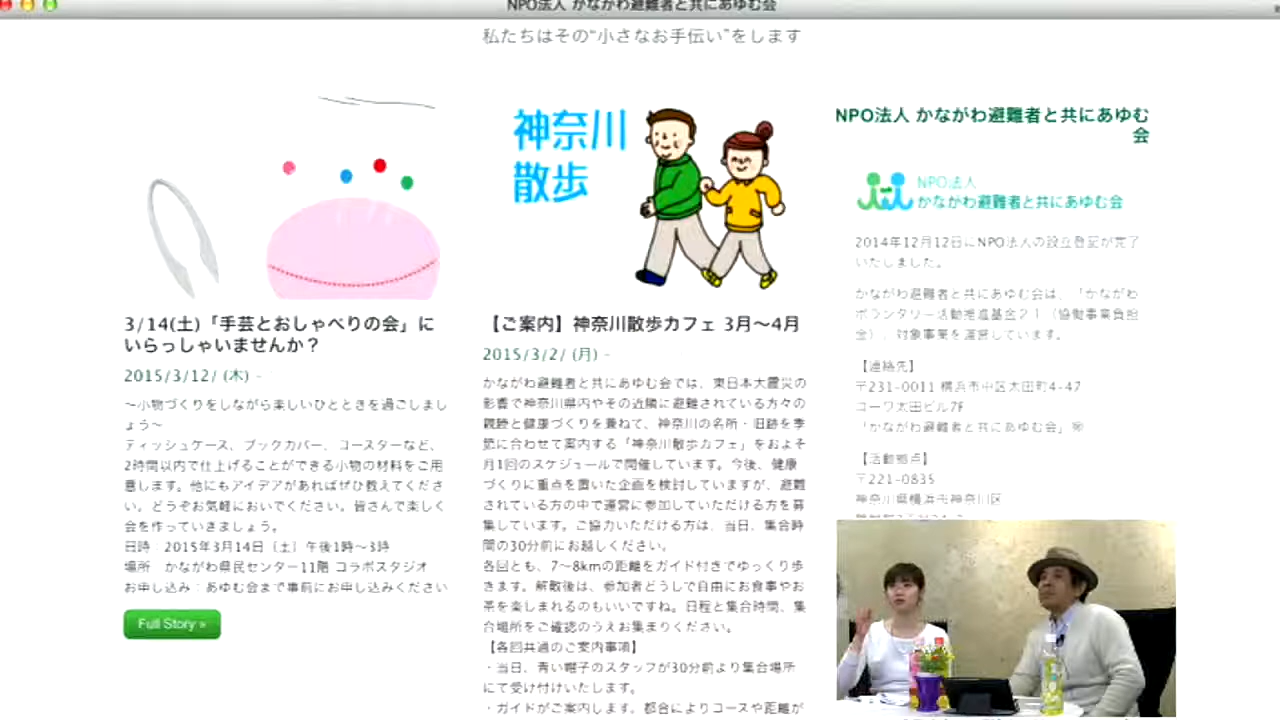 NPO法人 かながわ避難者と共にあゆむ会
私たちはその“小さなお手伝い”をします
3/14(土)「手芸とおしゃべりの会」に
いらっしゃいませんか？
2015/3/12/ (木) -
～小物づくりをしながら楽しいひとときを過ごしまし
ょう～
ティッシュケース、ブックカバー、コースターなど、
2時間以内で仕上げることができる小物の材料をご用
意します。他にもアイデアがあればぜひ教えてくださ
い。どうぞお気軽においでください。皆さんで楽しく
会を作っていきましょう。
日時　2015年3月14日（土）午後1時～3時
場所　かながわ県民センター11階 コラボスタジオ
お申し込み：あゆむ会まで事前にお申し込みください
Full Story »
神奈川
散歩
【ご案内】神奈川散歩カフェ 3月～4月
2015/3/2/ (月) -
かながわ避難者と共にあゆむ会では、東日本大震災の
影響で神奈川県内やその近隣に避難されている方々の
親睦と健康づくりを兼ねて、神奈川の名所・旧跡を季
節に合わせて案内する「神奈川散歩カフェ」をおよそ
月1回のスケジュールで開催しています。今後、健康
づくりに重点を置いた企画を検討していますが、避難
されている方の中で運営に参加していただける方を募
集しています。ご協力いただける方は、当日、集合時
間の30分前にお越しください。
各回とも、7～8kmの距離をガイド付きでゆっくり歩
きます。解散後は、参加者どうしで自由にお食事やお
茶を楽しまれるのもいいですね。日程と集合時間、集
合場所をご確認のうえお集まりください。
【各回共通のご案内事項】
・当日、青い帽子のスタッフが30分前より集合場所
にて受け付けいたします。
・ガイドがご案内します。都合によりコースや距離が
NPO法人 かながわ避難者と共にあゆむ
会
NPO法人
かながわ避難者と共にあゆむ会
2014年12月12日にNPO法人の設立登記が完了
いたしました。
かながわ避難者と共にあゆむ会は、「かながわ
ボランタリー活動推進基金２１（協働事業負担
金）」対象事業を運営しています。
【連絡先】
〒231-0011 横浜市中区太田町4-47
コーワ太田ビル7F
「かながわ避難者と共にあゆむ会」
【活動拠点】
〒221-0835
神奈川県横浜市神奈川区